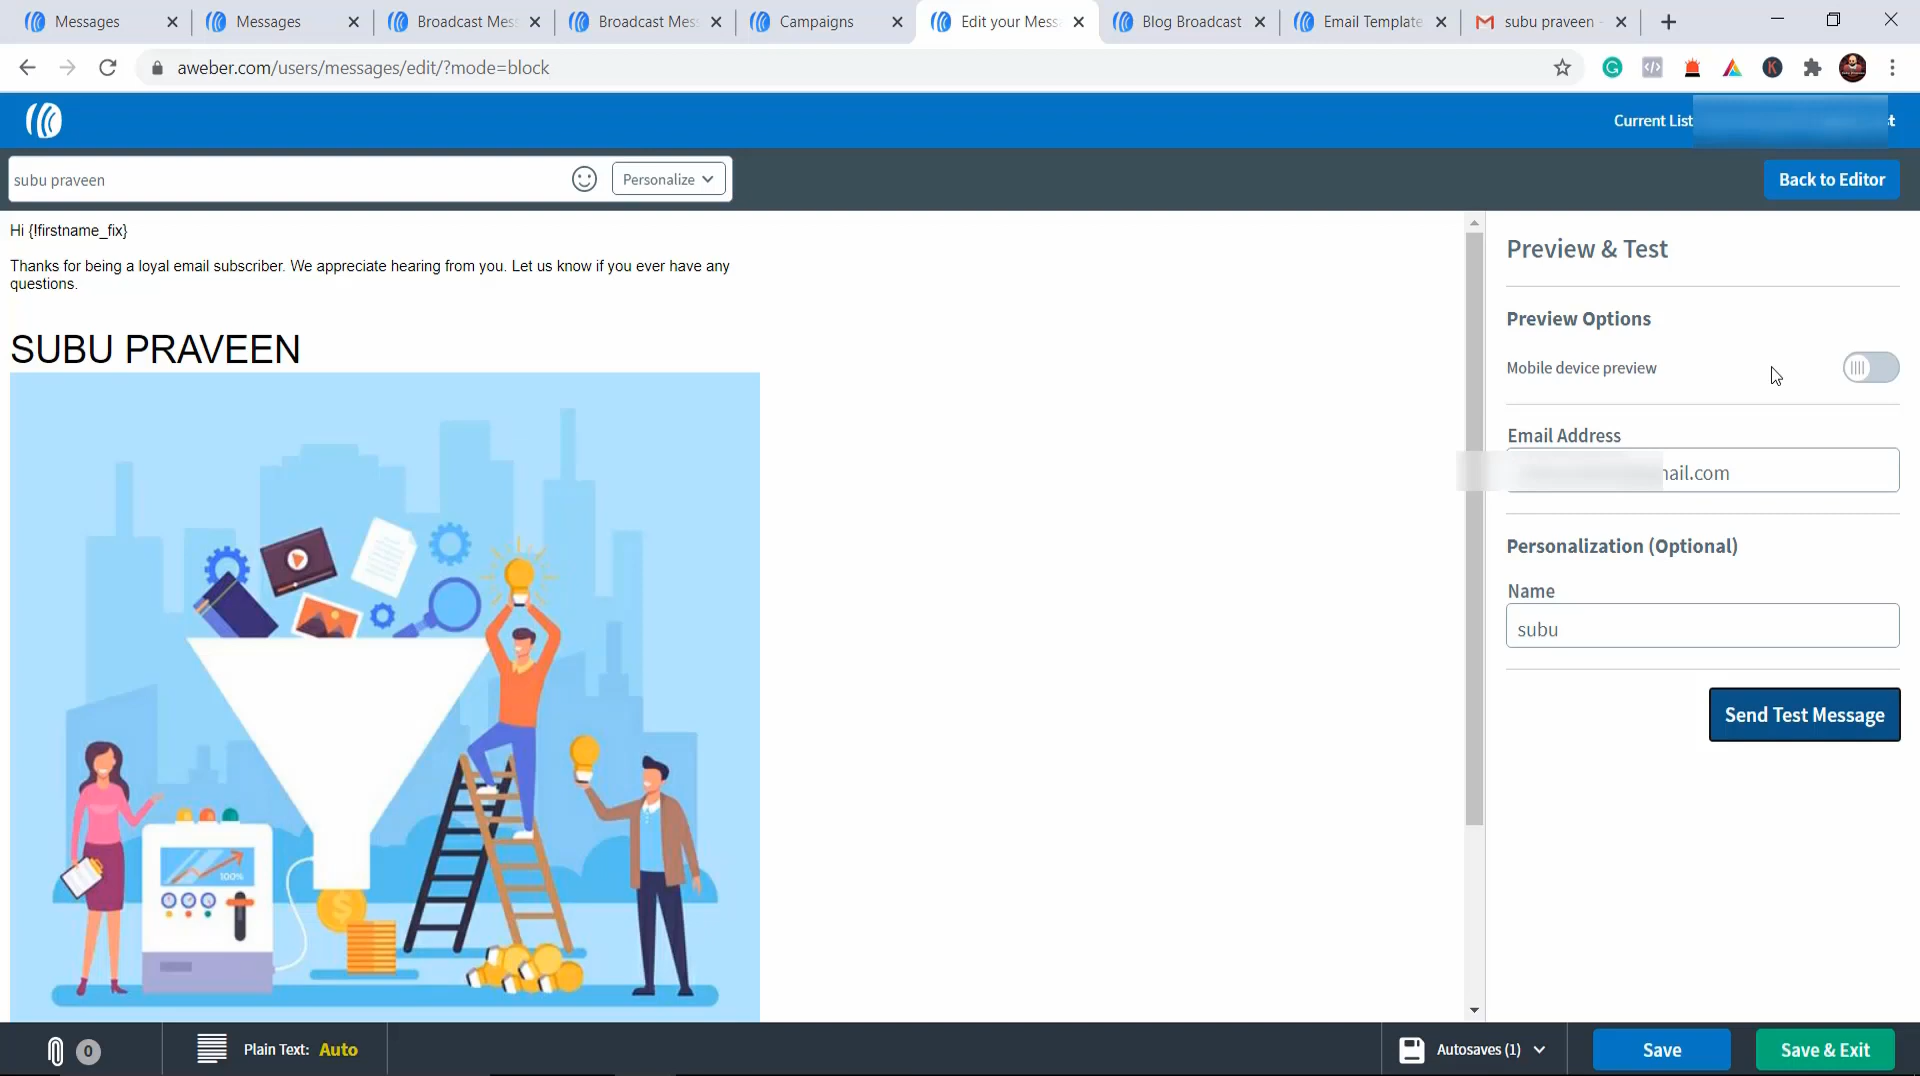 Messages
Messages
Broadcast Mes
Broadcast Mes
Campaigns
Edit your Mess
Blog Broadcast
Email Template
subu praveen -
aweber.com/users/messages/edit/?mode=block
Current List
subu praveen
Personalize
Back to Editor
Hi {!firstname_fix}
Thanks for being a loyal email subscriber. We appreciate hearing from you. Let us know if you ever have any
questions.
SUBU PRAVEEN
100%
Preview & Test
Preview Options
Mobile device preview
Email Address
mail.com
Personalization (Optional)
Name
subu
Send Test Message
0
Plain Text: Auto
Autosaves (1)
Save
Save & Exit